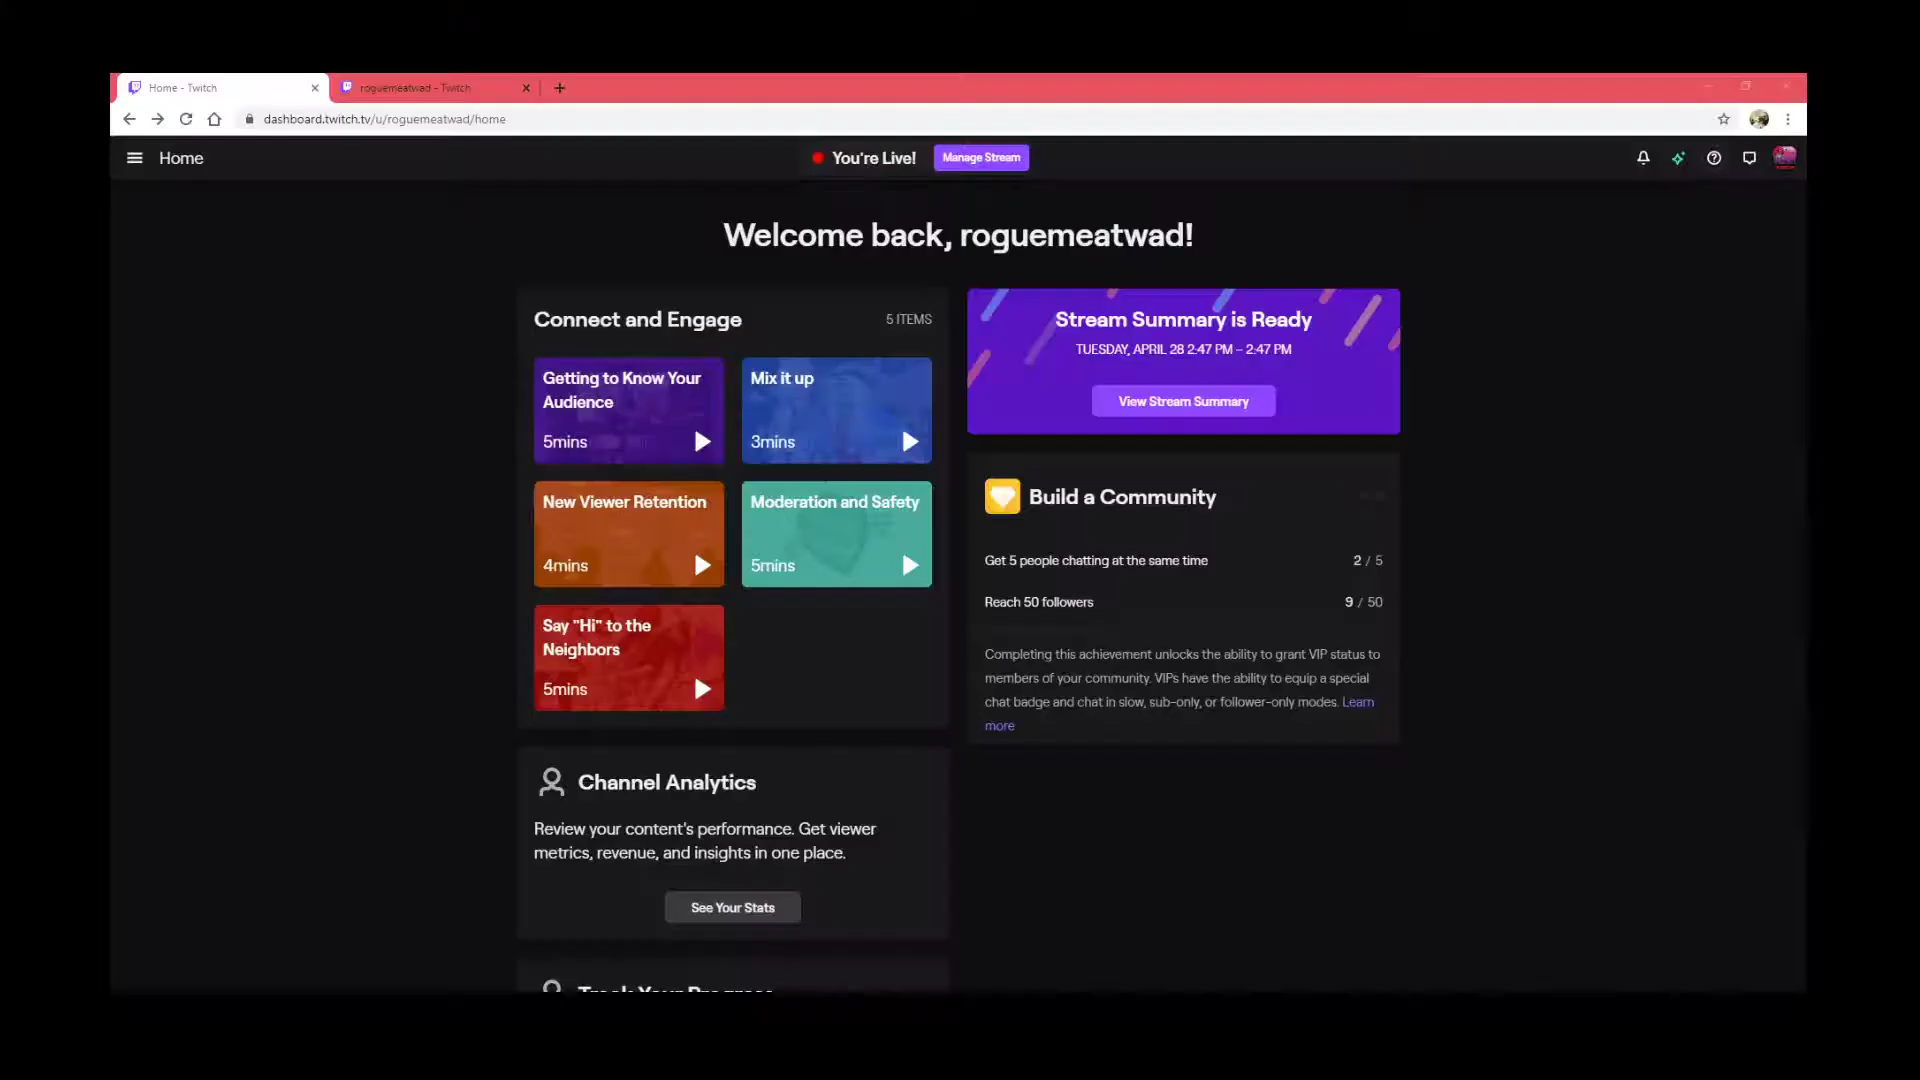 Home - Twitch
roguemeatwad - Twitch
dashboard.twitch.tv/u/roguemeatwad/home
Home
You're Live!
Manage Stream
Welcome back, roguemeatwad!
Connect and Engage
5 ITEMS
Getting to Know Your
Audience
5mins
Mix it up
3mins
New Viewer Retention
4mins
Moderation and Safety
5mins
Say "Hi" to the
Neighbors
5mins
Channel Analytics
Review your content's performance. Get viewer
metrics, revenue, and insights in one place.
See Your Stats
Track Your Progress
Stream Summary is Ready
TUESDAY, APRIL 28 2:47 PM – 2:47 PM
View Stream Summary
Build a Community
Get 5 people chatting at the same time
2 / 5
Reach 50 followers
9 / 50
Completing this achievement unlocks the ability to grant VIP status to
members of your community. VIPs have the ability to equip a special
chat badge and chat in slow, sub-only, or follower-only modes. Learn
more